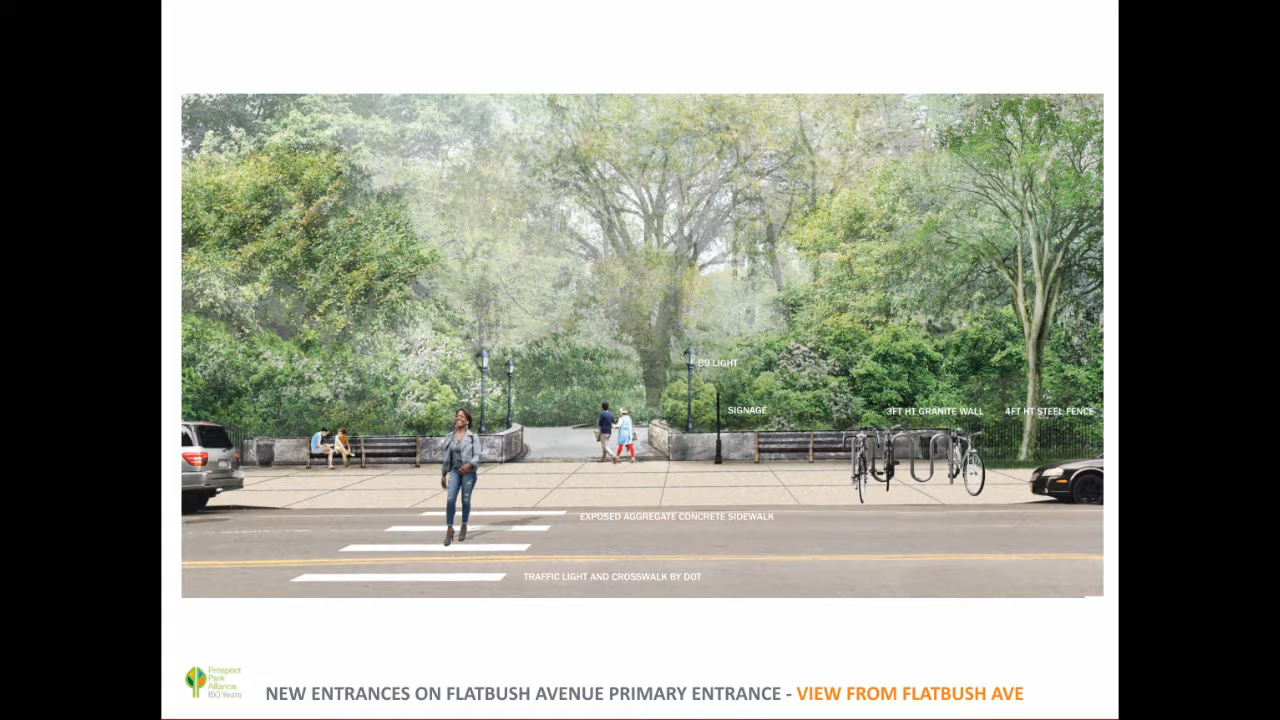 B9 LIGHT
SIGNAGE
3FT HT GRANITE WALL
4FT HT STEEL FENCE
EXPOSED AGGREGATE CONCRETE SIDEWALK
TRAFFIC LIGHT AND CROSSWALK BY DOT
Prospect
Park
Alliance
150 Years
NEW ENTRANCES ON FLATBUSH AVENUE PRIMARY ENTRANCE - VIEW FROM FLATBUSH AVE